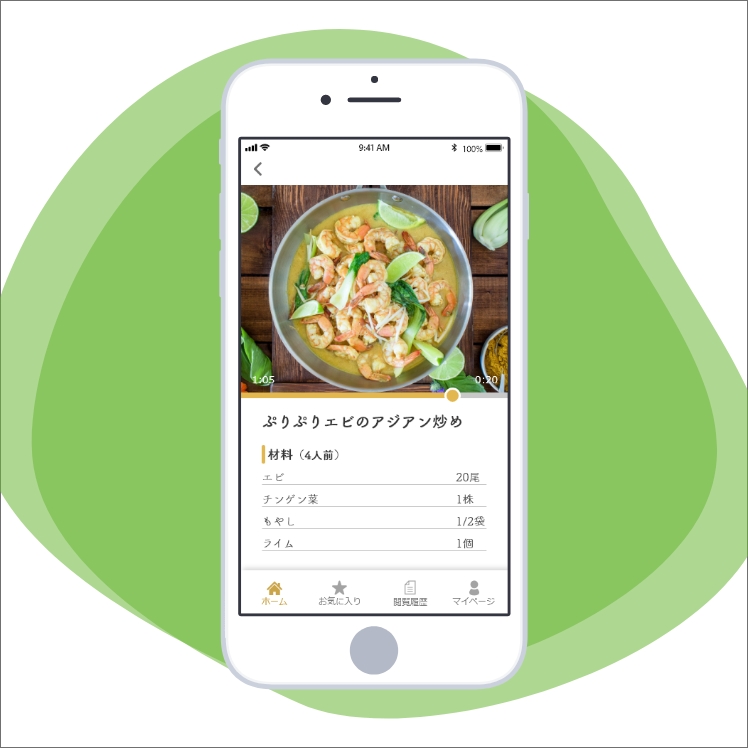 9:41 AM 100%
1:05 0:20
ぷりぷりエビのアジアン炒め
材料（4人前）
エビ 20尾
チンゲン菜 1株
もやし 1/2袋
ライム 1個
ホーム お気に入り 閲覧履歴 マイページ